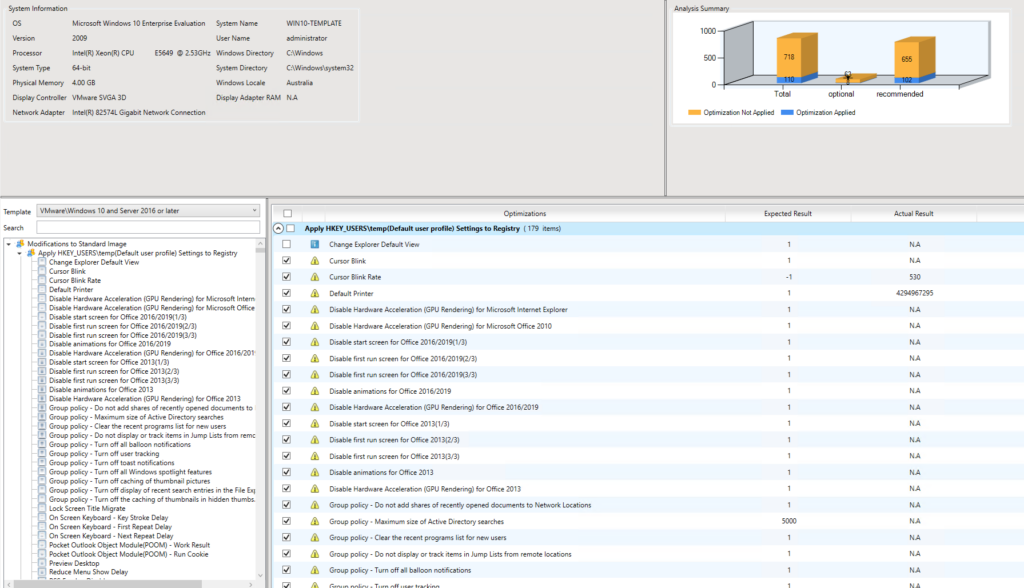 System Information
OS Microsoft Windows 10 Enterprise Evaluation System Name WIN10-TEMPLATE
Version 2009 User Name administrator
Processor Intel(R) Xeon(R) CPU E5649 @ 2.53GHz Windows Directory C:\Windows
System Type 64-bit System Directory C:\Windows\system32
Physical Memory 4.00 GB Windows Locale Australia
Display Controller VMware SVGA 3D Display Adapter RAM N.A
Network Adapter Intel(R) 82574L Gigabit Network Connection
Analysis Summary
1000
500
0
718
110
655
102
Total optional recommended
Optimization Not Applied Optimization Applied
Template VMware\Windows 10 and Server 2016 or later
Search
Modifications to Standard Image
Apply HKEY_USERS\temp(Default user profile) Settings to Registry
Change Explorer Default View
Cursor Blink
Cursor Blink Rate
Default Printer
Disable Hardware Acceleration (GPU Rendering) for Microsoft Intern
Disable Hardware Acceleration (GPU Rendering) for Microsoft Office
Disable start screen for Office 2016/2019(1/3)
Disable first run screen for Office 2016/2019(2/3)
Disable first run screen for Office 2016/2019(3/3)
Disable animations for Office 2016/2019
Disable Hardware Acceleration (GPU Rendering) for Office 2016/201
Disable start screen for Office 2013(1/3)
Disable first run screen for Office 2013(2/3)
Disable first run screen for Office 2013(3/3)
Disable animations for Office 2013
Disable Hardware Acceleration (GPU Rendering) for Office 2013
Group policy - Do not add shares of recently opened documents to
Group policy - Maximum size of Active Directory searches
Group policy - Clear the recent programs list for new users
Group policy - Do not display or track items in Jump Lists from remo
Group policy - Turn off all balloon notifications
Group policy - Turn off user tracking
Group policy - Turn off toast notifications
Group policy - Turn off all Windows spotlight features
Group policy - Turn off caching of thumbnail pictures
Group policy - Turn off display of recent search entries in the File Exp
Group policy - Turn off the caching of thumbnails in hidden thumbs.
Lock Screen Title Migrate
On Screen Keyboard - Key Stroke Delay
On Screen Keyboard - First Repeat Delay
On Screen Keyboard - Next Repeat Delay
Pocket Outlook Object Module(POOM) - Work Result
Pocket Outlook Object Module(POOM) - Run Cookie
Preview Desktop
Reduce Menu Show Delay
Optimizations Expected Result Actual Result
Apply HKEY_USERS\temp(Default user profile) Settings to Registry ( 179 items)
Change Explorer Default View 1 N.A
Cursor Blink 1 N.A
Cursor Blink Rate -1 530
Default Printer 1 4294967295
Disable Hardware Acceleration (GPU Rendering) for Microsoft Internet Explorer 1 N.A
Disable Hardware Acceleration (GPU Rendering) for Microsoft Office 2010 1 N.A
Disable start screen for Office 2016/2019(1/3) 1 N.A
Disable first run screen for Office 2016/2019(2/3) 1 N.A
Disable first run screen for Office 2016/2019(3/3) 1 N.A
Disable animations for Office 2016/2019 1 N.A
Disable Hardware Acceleration (GPU Rendering) for Office 2016/2019 1 N.A
Disable start screen for Office 2013(1/3) 1 N.A
Disable first run screen for Office 2013(2/3) 1 N.A
Disable first run screen for Office 2013(3/3) 1 N.A
Disable animations for Office 2013 1 N.A
Disable Hardware Acceleration (GPU Rendering) for Office 2013 1 N.A
Group policy - Do not add shares of recently opened documents to Network Locations 1 N.A
Group policy - Maximum size of Active Directory searches 5000 N.A
Group policy - Clear the recent programs list for new users 1 N.A
Group policy - Do not display or track items in Jump Lists from remote locations 1 N.A
Group policy - Turn off all balloon notifications 1 N.A
Group policy - Turn off user tracking 1 N.A